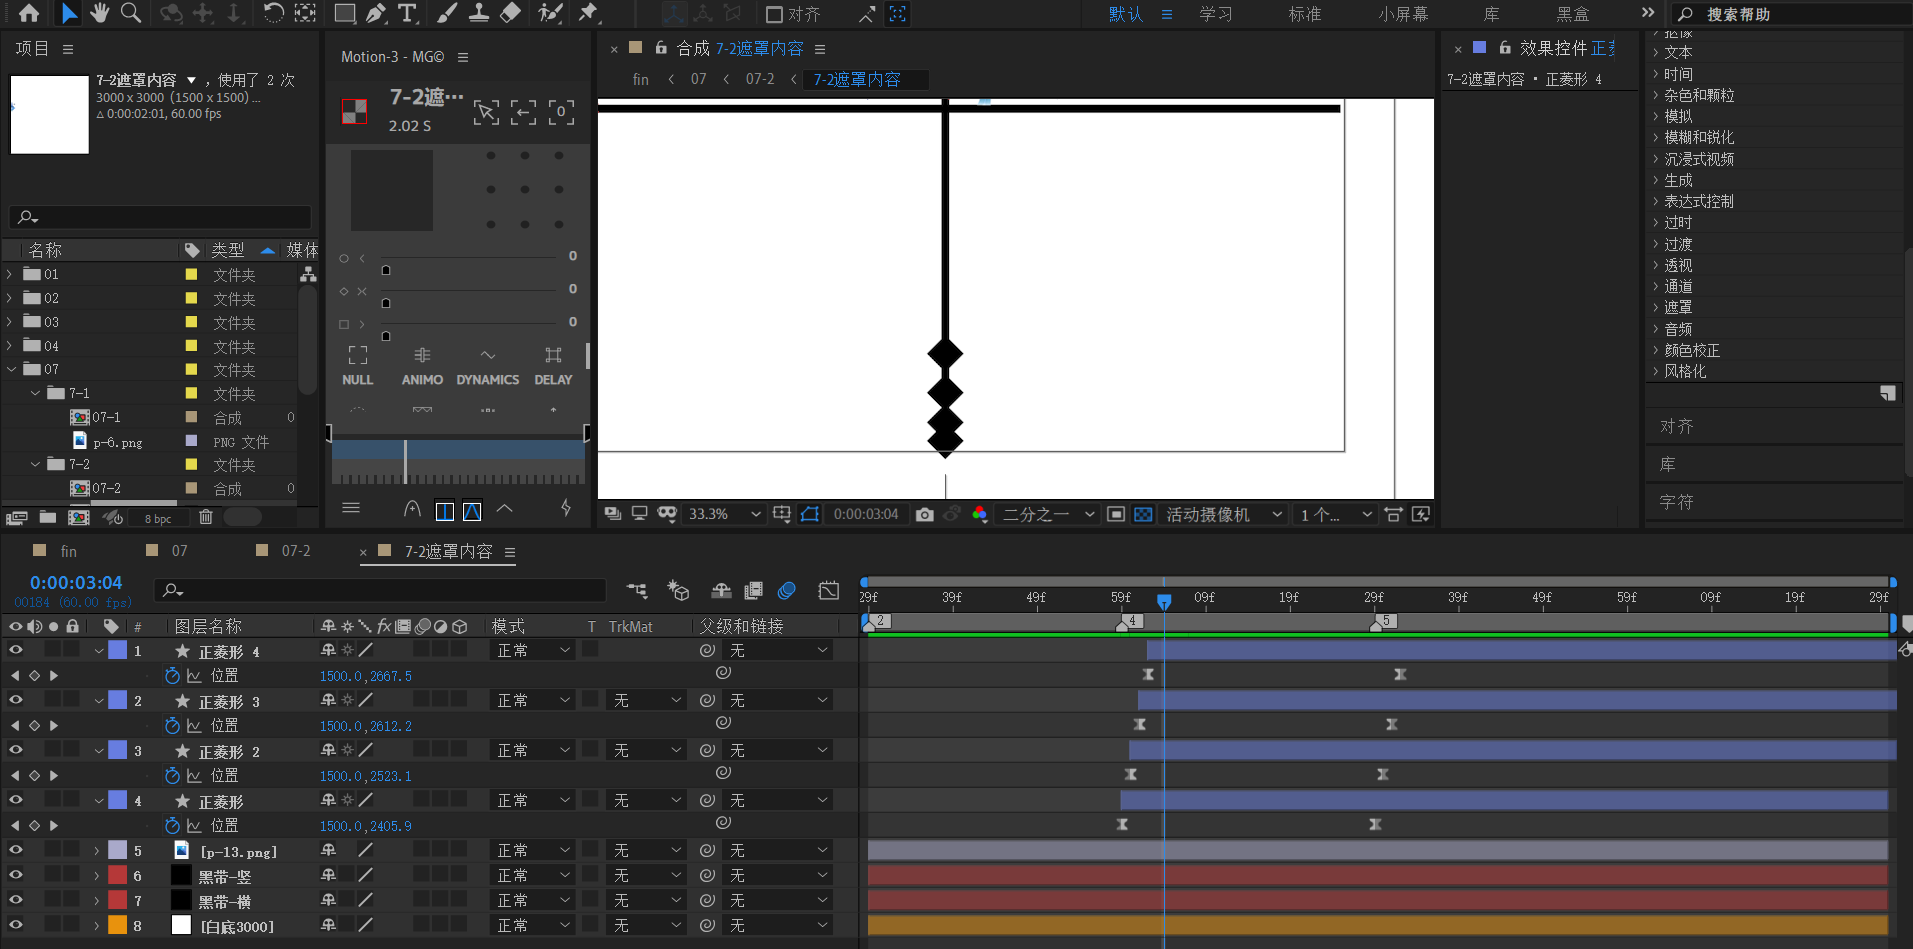 对齐
默认
学习
标准
小屏幕
库
黑盒
搜索帮助
项目
7-2遮罩内容 ，使用了 2 次
3000 x 3000 (1500 x 1500) ...
△ 0:00:02:01, 60.00 fps
名称 类型 媒体
01 文件夹
02 文件夹
03 文件夹
04 文件夹
07 文件夹
7-1 文件夹
07-1 合成 0
p-6.png PNG 文件
7-2 文件夹
07-2 合成 0
8 bpc
Motion-3 - MG©
7-2遮···
2.02 S
0
0
0
0
NULL ANIMO DYNAMICS DELAY
合成 7-2遮罩内容
fin 07 07-2 7-2遮罩内容
33.3% 0:00:03:04 二分之一 活动摄像机 1 个...
效果控件
7-2遮罩内容 · 正菱形 4
抠像
文本
时间
杂色和颗粒
模拟
模糊和锐化
沉浸式视频
生成
表达式控制
过时
过渡
透视
通道
遮罩
音频
颜色校正
风格化
对齐
库
字符
fin 07 07-2 7-2遮罩内容
0:00:03:04
00184 (60.00 fps)
29f 39f 49f 59f 09f 19f 29f 39f 49f 59f 09f 19f 29f
2 4 5
# 图层名称 fx 模式 T TrkMat 父级和链接
1 正菱形 4 正常 无
位置 1500.0,2667.5
2 正菱形 3 正常 无 无
位置 1500.0,2612.2
3 正菱形 2 正常 无 无
位置 1500.0,2523.1
4 正菱形 正常 无 无
位置 1500.0,2405.9
5 [p-13.png] 正常 无 无
6 黑带-竖 正常 无 无
7 黑带-横 正常 无 无
8 [白底3000] 正常 无 无